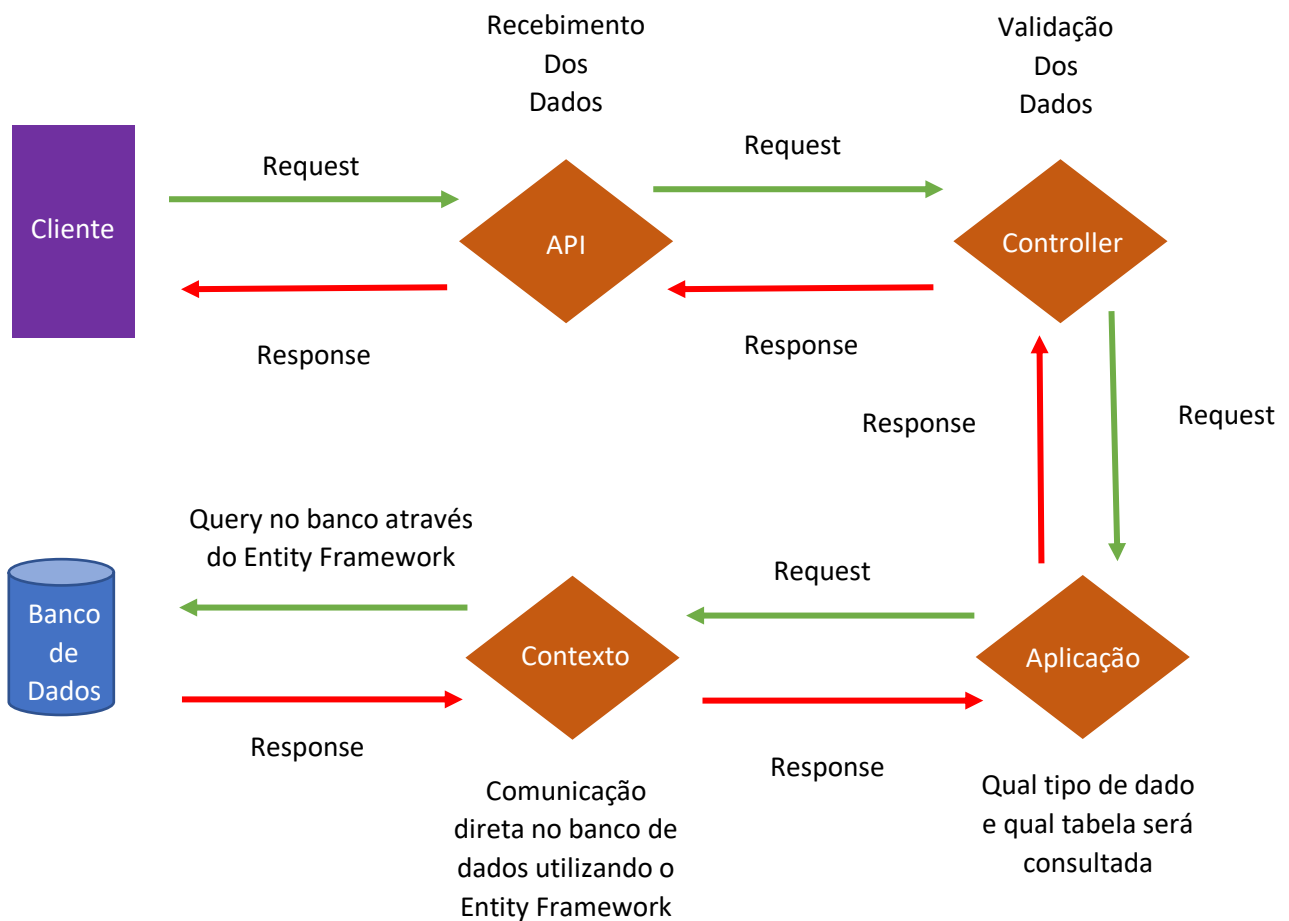 Recebimento
Dos
Dados
Validação
Dos
Dados
Request
Request
Cliente
API
Controller
Response
Response
Response
Request
Query no banco através
do Entity Framework
Request
Banco
de
Dados
Contexto
Aplicação
Response
Response
Comunicação
direta no banco de
dados utilizando o
Entity Framework
Qual tipo de dado
e qual tabela será
consultada